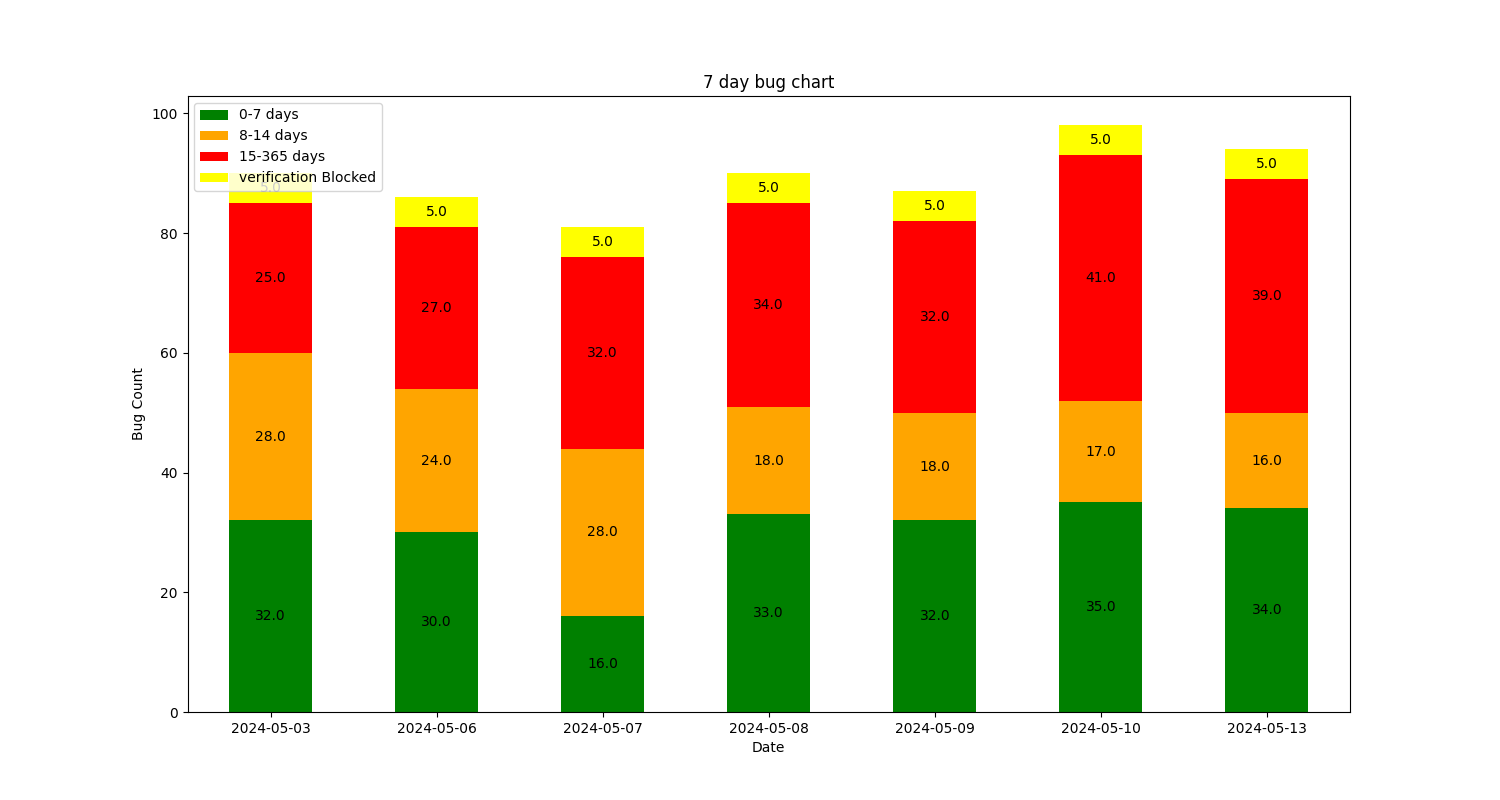 7 day bug chart
0-7 days
8-14 days
15-365 days
verification Blocked
100
80
60
40
20
0
Bug Count
5.0 5.0 5.0 5.0 5.0 5.0 5.0
25.0 27.0 32.0 34.0 32.0 41.0 39.0
28.0 24.0 28.0 18.0 18.0 17.0 16.0
32.0 30.0 16.0 33.0 32.0 35.0 34.0
2024-05-03 2024-05-06 2024-05-07 2024-05-08 2024-05-09 2024-05-10 2024-05-13
Date